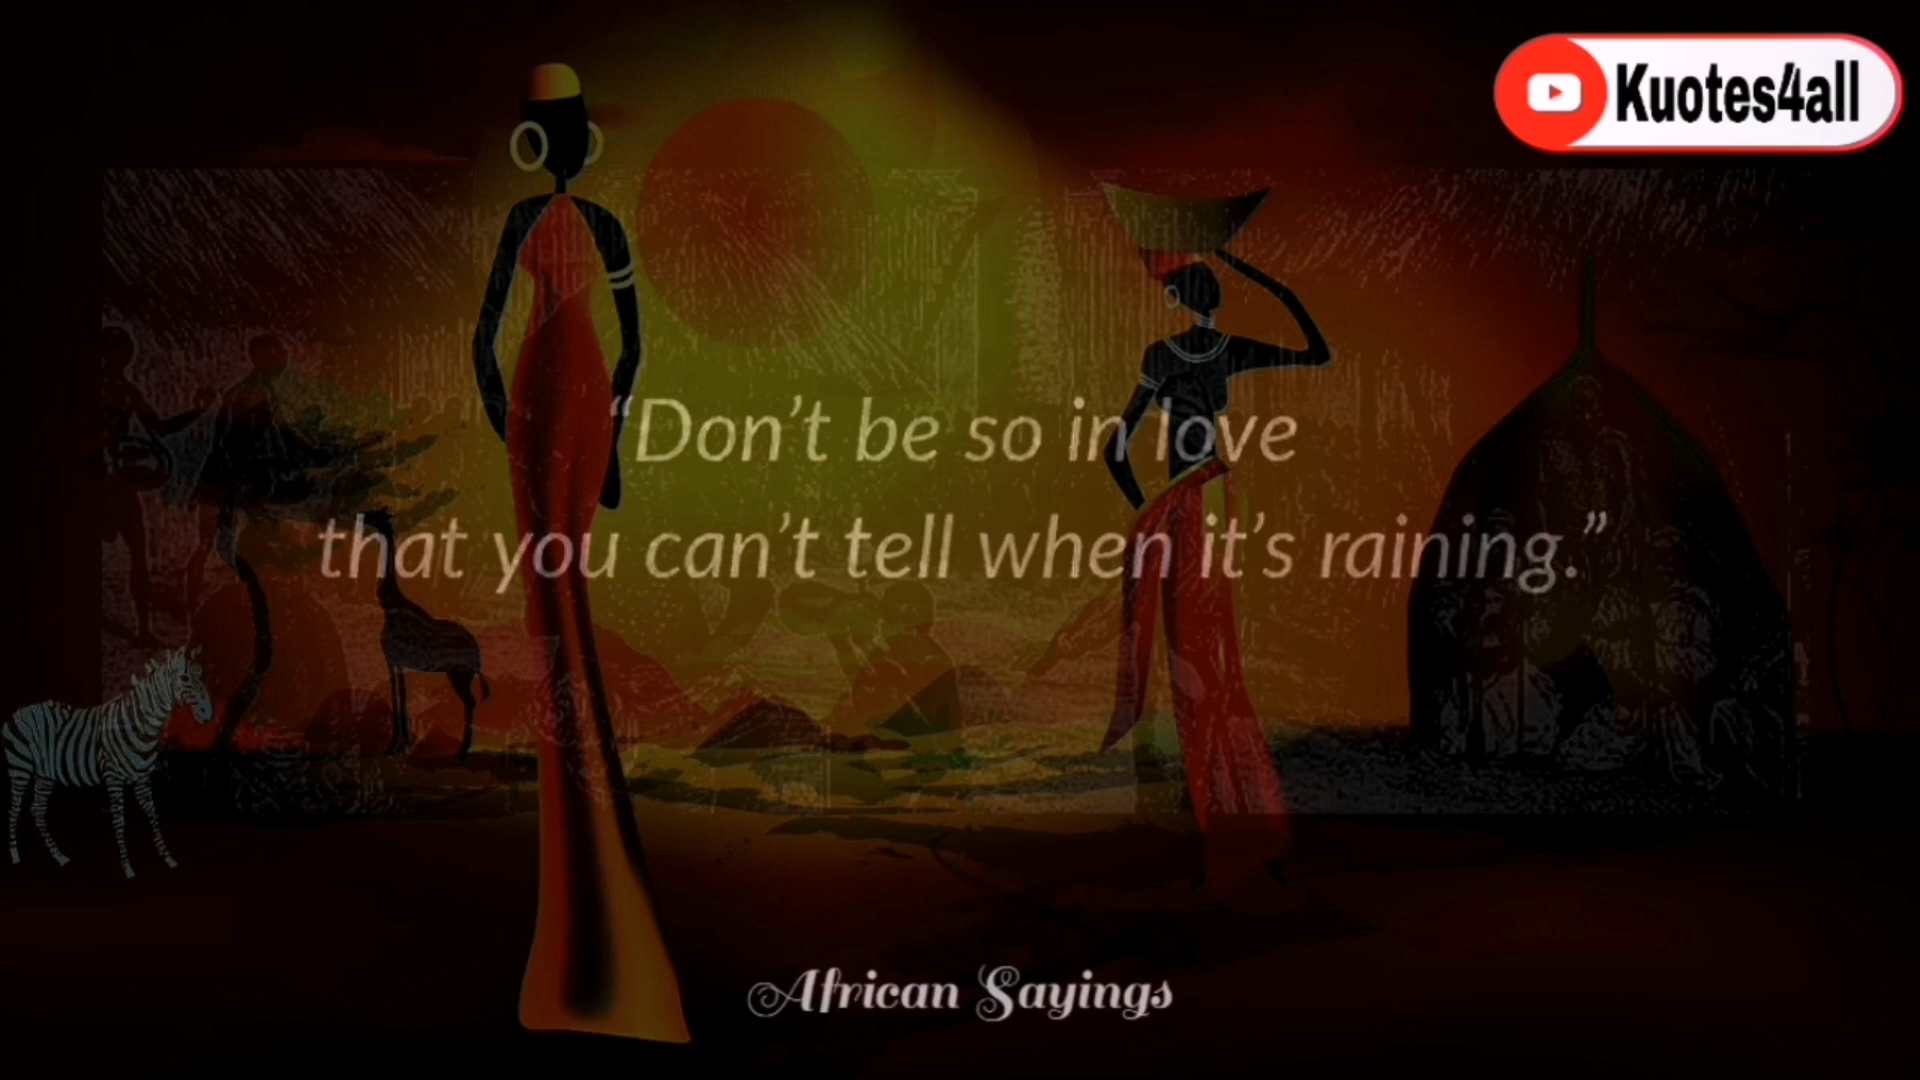 Kuotes4all
“Don’t be so in love
that you can’t tell when it’s raining.”
African Sayings